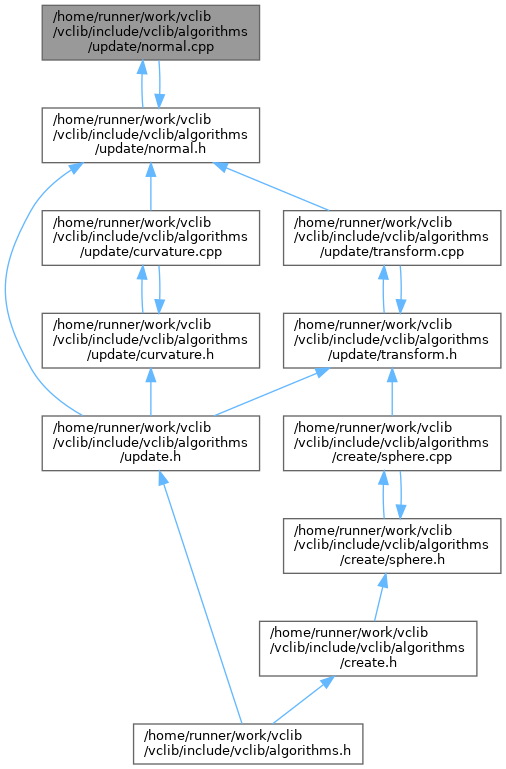 /home/runner/work/vclib
/vclib/include/vclib/algorithms
/update/normal.cpp
/home/runner/work/vclib
/vclib/include/vclib/algorithms
/update/normal.h
/home/runner/work/vclib
/vclib/include/vclib/algorithms
/update/curvature.cpp
/home/runner/work/vclib
/vclib/include/vclib/algorithms
/update/transform.cpp
/home/runner/work/vclib
/vclib/include/vclib/algorithms
/update/curvature.h
/home/runner/work/vclib
/vclib/include/vclib/algorithms
/update/transform.h
/home/runner/work/vclib
/vclib/include/vclib/algorithms
/update.h
/home/runner/work/vclib
/vclib/include/vclib/algorithms
/create/sphere.cpp
/home/runner/work/vclib
/vclib/include/vclib/algorithms
/create/sphere.h
/home/runner/work/vclib
/vclib/include/vclib/algorithms
/create.h
/home/runner/work/vclib
/vclib/include/vclib/algorithms.h